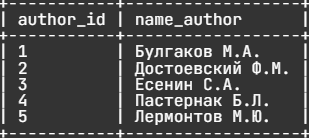 author_id | name_author
1 | Булгаков М.А.
2 | Достоевский Ф.М.
3 | Есенин С.А.
4 | Пастернак Б.Л.
5 | Лермонтов М.Ю.